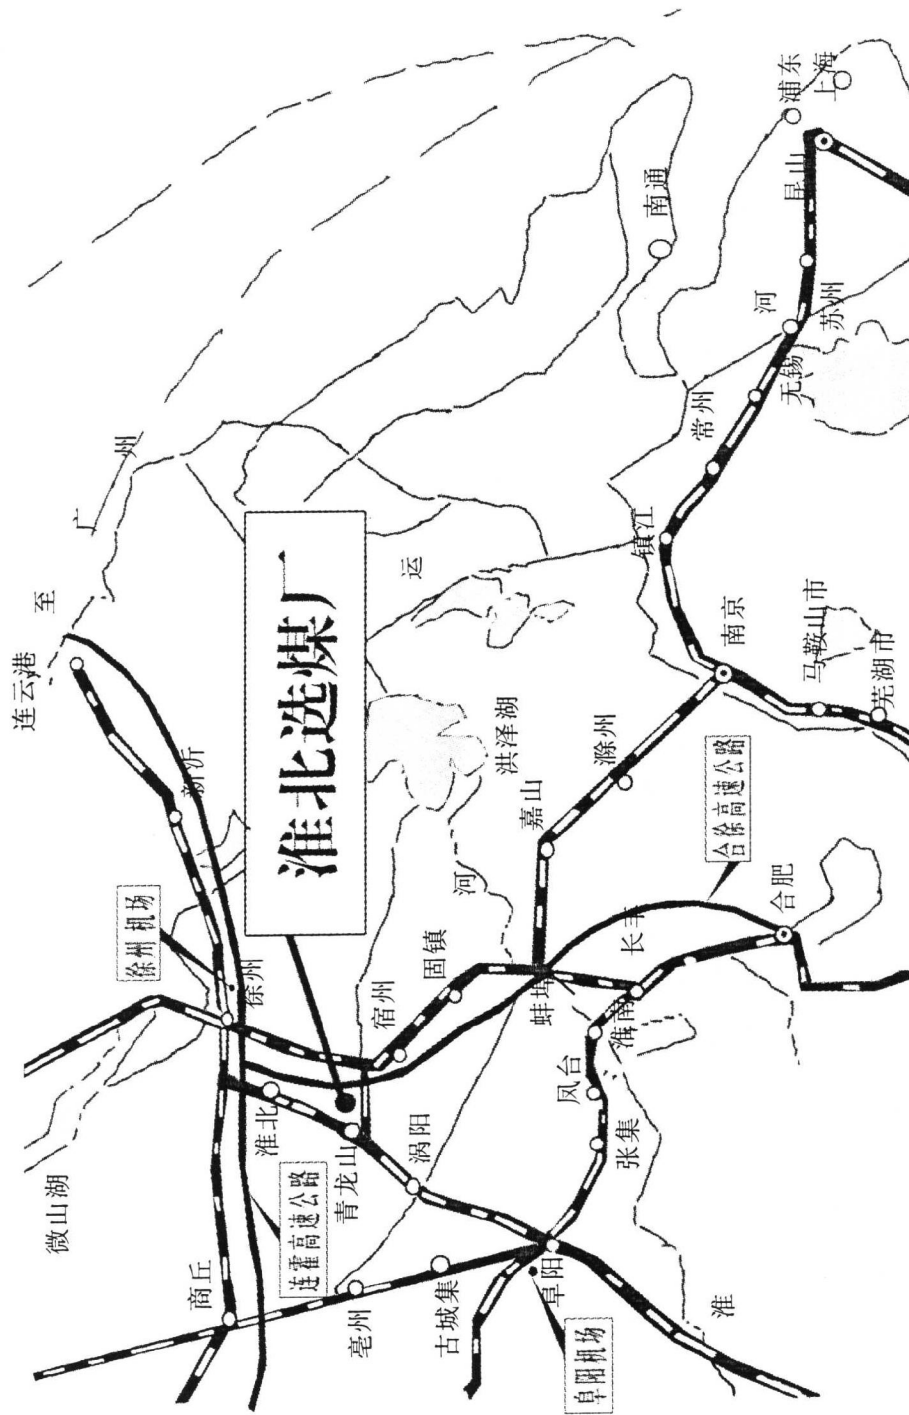 连云港
至
广
州
新沂
徐州机场
徐州
微山湖
商丘
连霍高速公路
淮北
淮北选煤厂
青龙山
亳州
古城集
涡阳
宿州
固镇
河
洪泽湖
运
嘉山
蚌埠
滁州
合徐高速公路
长丰
淮南
凤台
张集
阜阳
阜阳机场
淮
合肥
南京
马鞍山市
芜湖市
镇江
常州
无锡
河
苏州
昆山
南通
浦东
上海